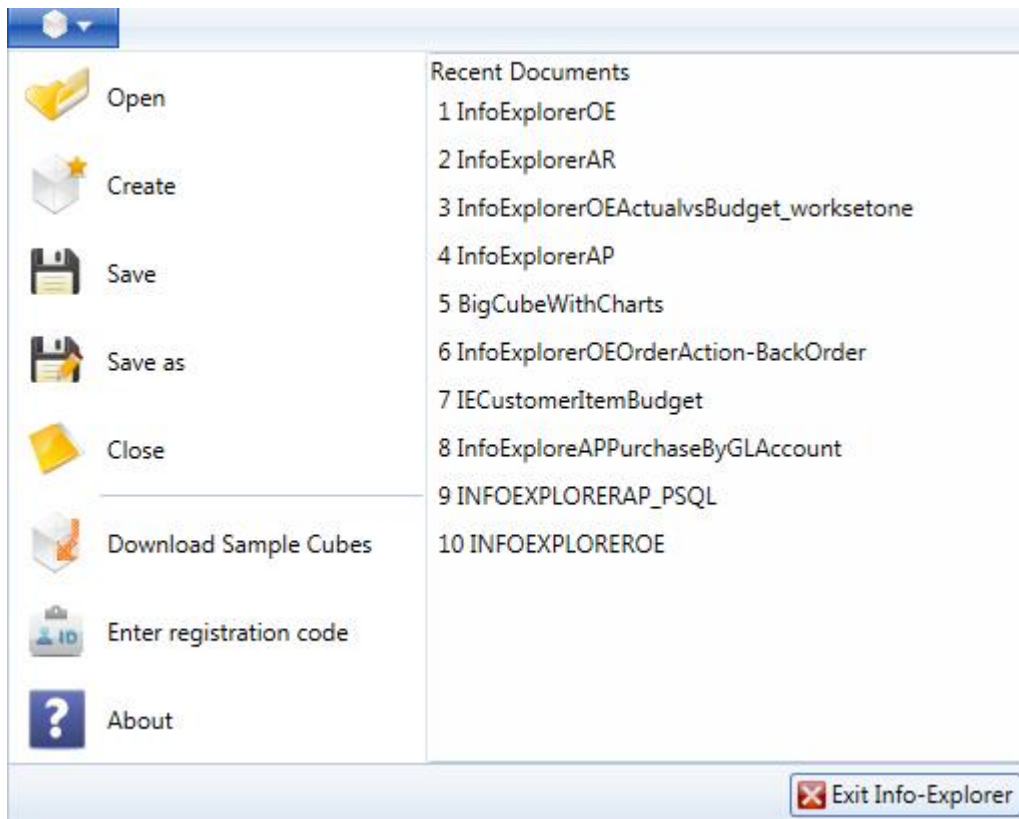 Open
Create
Save
Save as
Close
Download Sample Cubes
ID
Enter registration code
?
About
Recent Documents
1 InfoExplorerOE
2 InfoExplorerAR
3 InfoExplorerOEActualvsBudget_worksetone
4 InfoExplorerAP
5 BigCubeWithCharts
6 InfoExplorerOEOrderAction-BackOrder
7 IECustomerItemBudget
8 InfoExploreAPPurchaseByGLAccount
9 INFOEXPLORERAP_PSQL
10 INFOEXPLOREROE
Exit Info-Explorer